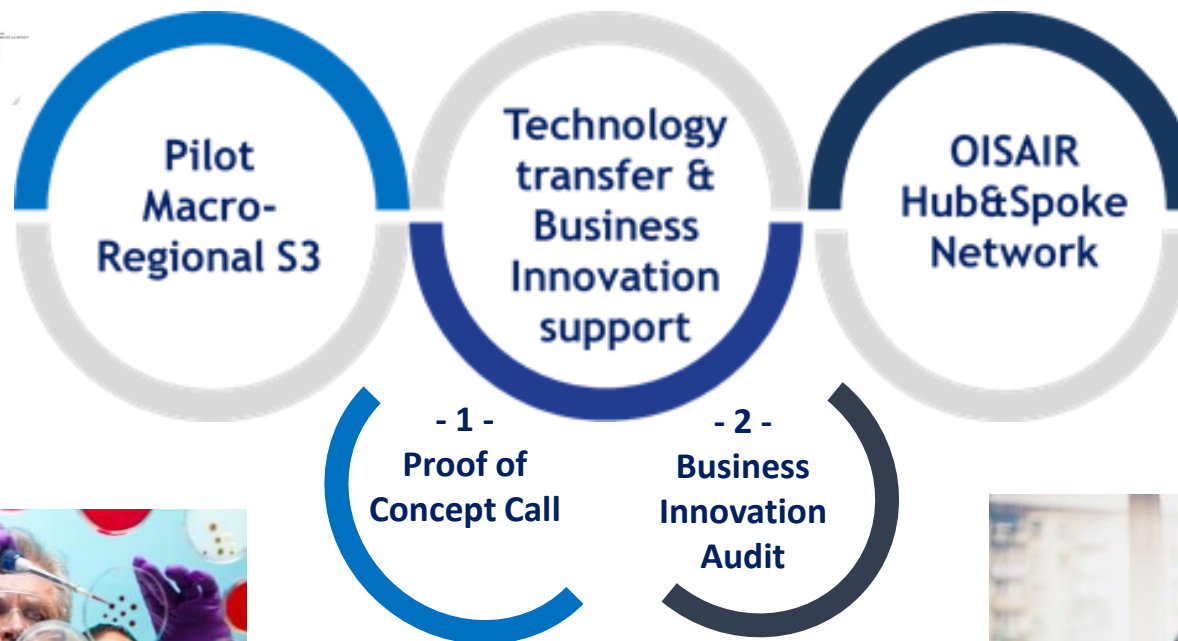 Pilot
Macro-
Regional S3
Technology
transfer &
Business
Innovation
support
OISAIR
Hub&Spoke
Network
- 1 -
Proof of
Concept Call
- 2 -
Business
Innovation
Audit